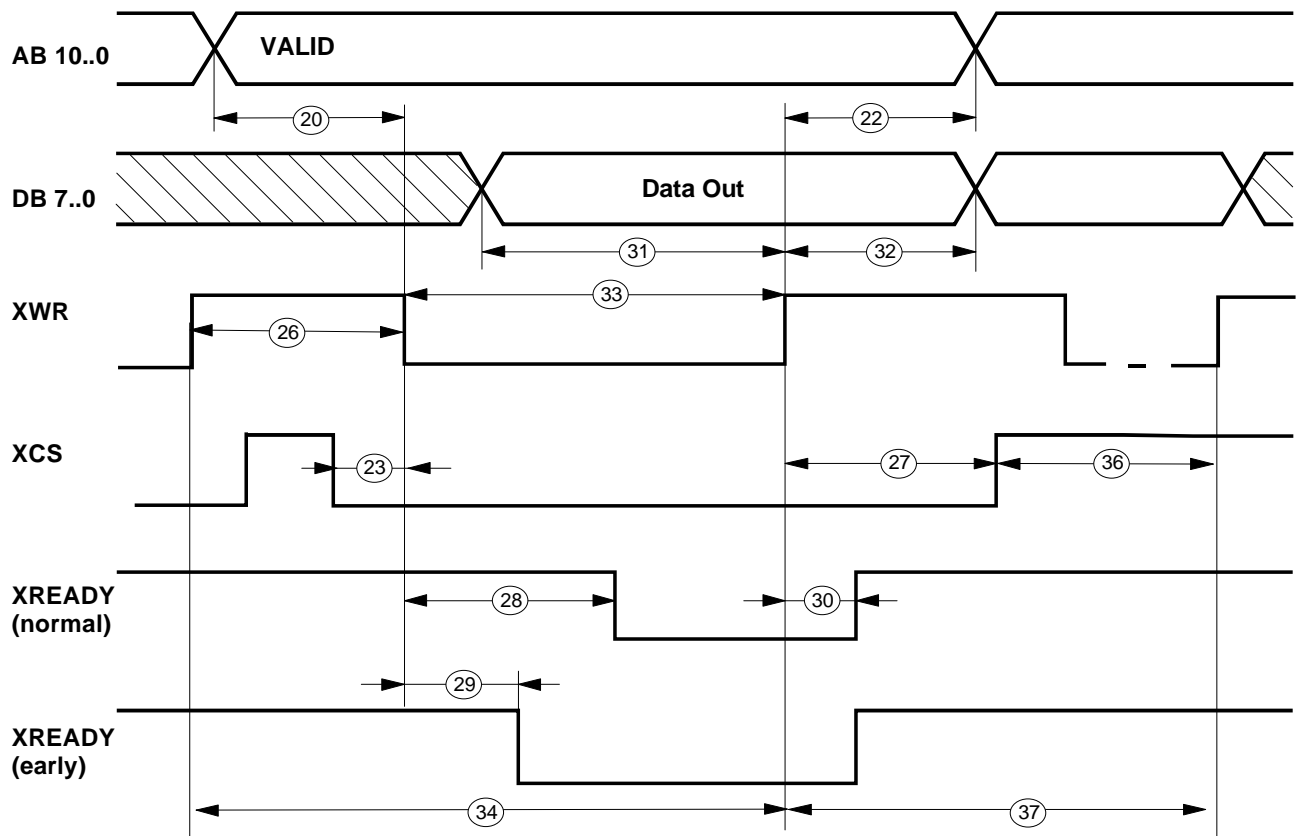 AB 10..0
VALID
20
22
DB 7..0
Data Out
31
32
XWR
33
26
XCS
23
27
36
XREADY
(normal)
28
30
29
XREADY
(early)
34
37